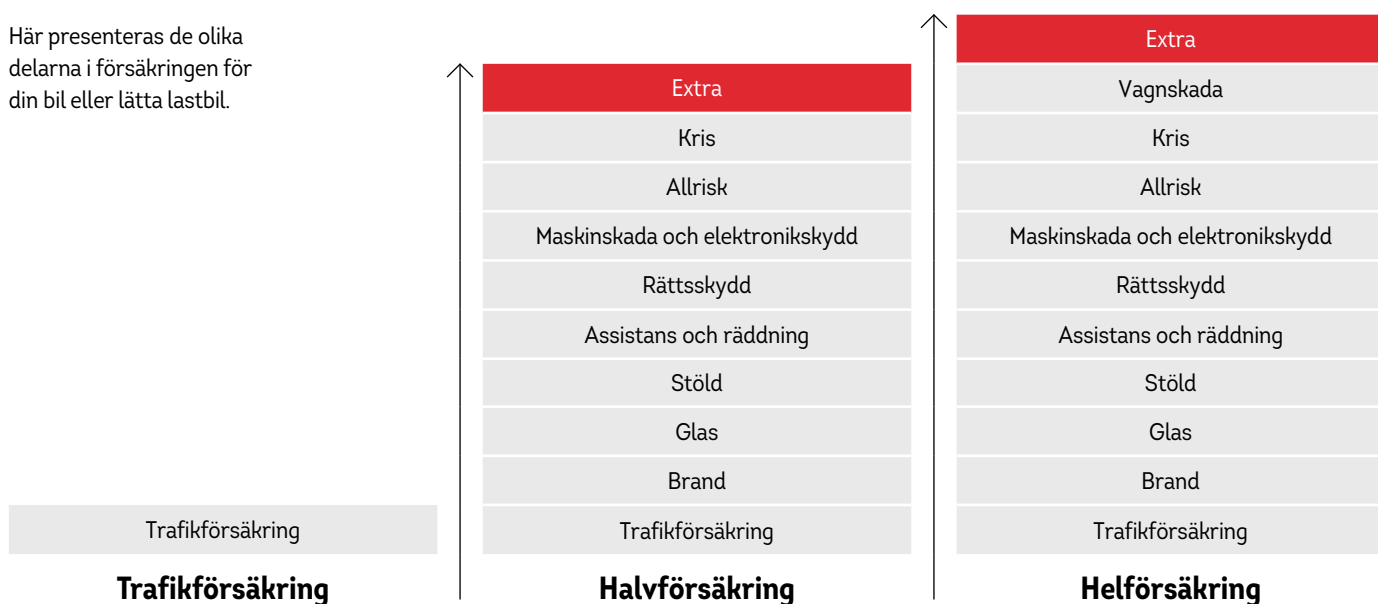 Här presenteras de olika
delarna i försäkringen för
din bil eller lätta lastbil.
Trafikförsäkring
Trafikförsäkring
Extra
Kris
Allrisk
Maskinskada och elektronikskydd
Rättsskydd
Assistans och räddning
Stöld
Glas
Brand
Trafikförsäkring
Halvförsäkring
Extra
Vagnskada
Kris
Allrisk
Maskinskada och elektronikskydd
Rättsskydd
Assistans och räddning
Stöld
Glas
Brand
Trafikförsäkring
Helförsäkring